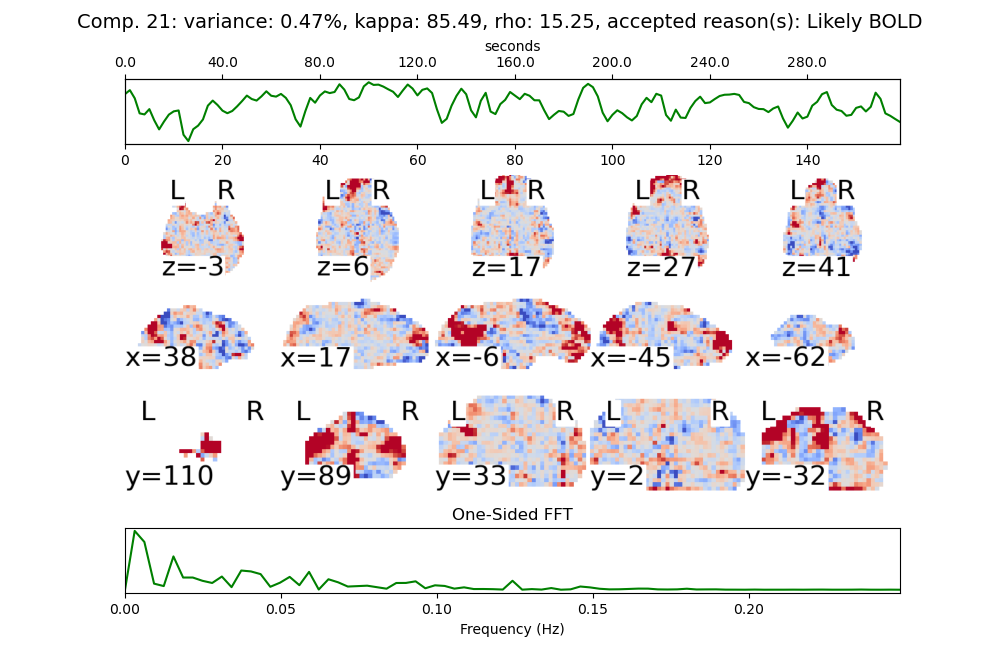 Comp. 21: variance: 0.47%, kappa: 85.49, rho: 15.25, accepted reason(s): Likely BOLD
seconds
0.0 40.0 80.0 120.0 160.0 200.0 240.0 280.0
0 20 40 60 80 100 120 140
L R L R L R L R L R
z=-3 z=6 z=17 z=27 z=41
x=38 x=17 x=-6 x=-45 x=-62
L R L R L R L R L R
y=110 y=89 y=33 y=2 y=-32
One-Sided FFT
0.00 0.05 0.10 0.15 0.20
Frequency (Hz)